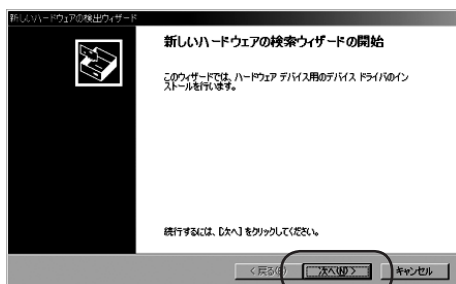 新しいハードウェアの検出ウィザード
新しいハードウェアの検索ウィザードの開始
このウィザードでは、ハードウェア デバイス用のデバイス ドライバのイン
ストールを行います。
続行するには、[次へ] をクリックしてください。
< 戻る(B) 次へ(N) > キャンセル